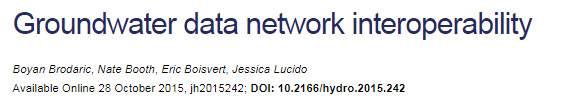 Groundwater data network interoperability
Boyan Brodaric, Nate Booth, Eric Boisvert, Jessica Lucido
Available Online 28 October 2015, jh2015242; DOI: 10.2166/hydro.2015.242